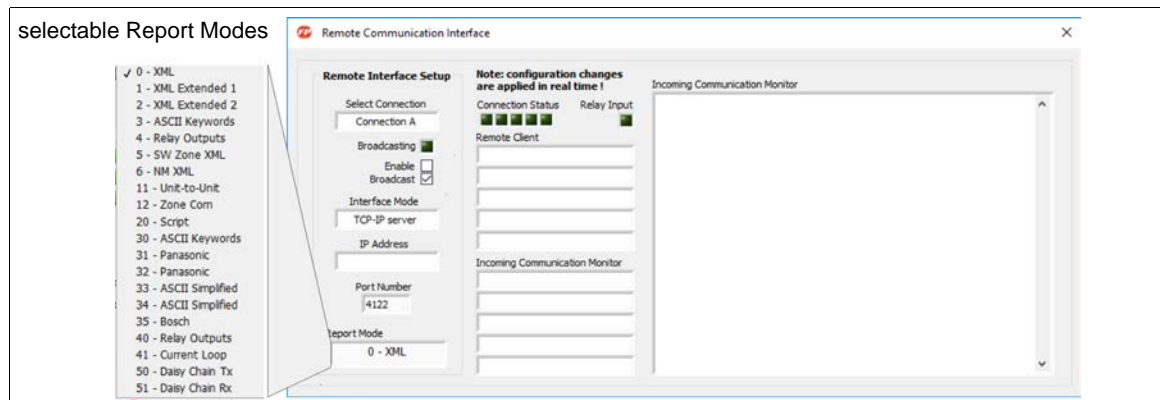 selectable Report Modes
✓ 0 - XML
1 - XML Extended 1
2 - XML Extended 2
3 - ASCII Keywords
4 - Relay Outputs
5 - SW Zone XML
6 - NM XML
11 - Unit-to-Unit
12 - Zone Com
20 - Script
30 - ASCII Keywords
31 - Panasonic
32 - Panasonic
33 - ASCII Simplified
34 - ASCII Simplified
35 - Bosch
40 - Relay Outputs
41 - Current Loop
50 - Daisy Chain Tx
51 - Daisy Chain Rx
Remote Communication Interface
Remote Interface Setup
Select Connection
Connection A
Broadcasting
Enable
Broadcast
Interface Mode
TCP-IP server
IP Address
Port Number
4122
Report Mode
0 - XML
Note: configuration changes
are applied in real time !
Connection Status Relay Input
Remote Client
Incoming Communication Monitor
Incoming Communication Monitor